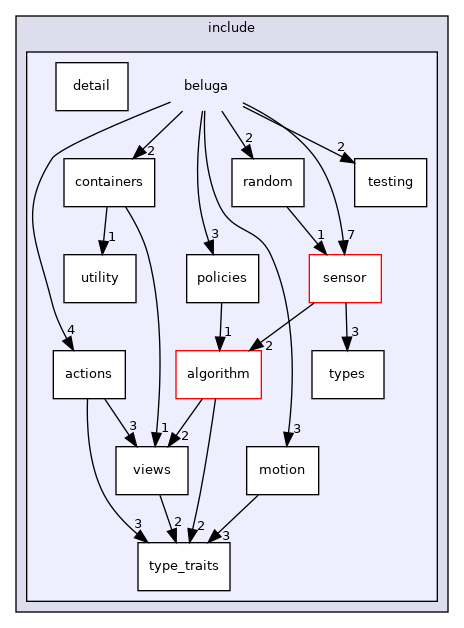 include
detail
beluga
2
2
2
containers
random
testing
1
3
1
7
utility
policies
sensor
4
1
2
3
actions
algorithm
types
3
1
2
3
views
motion
3
2
2
3
type_traits